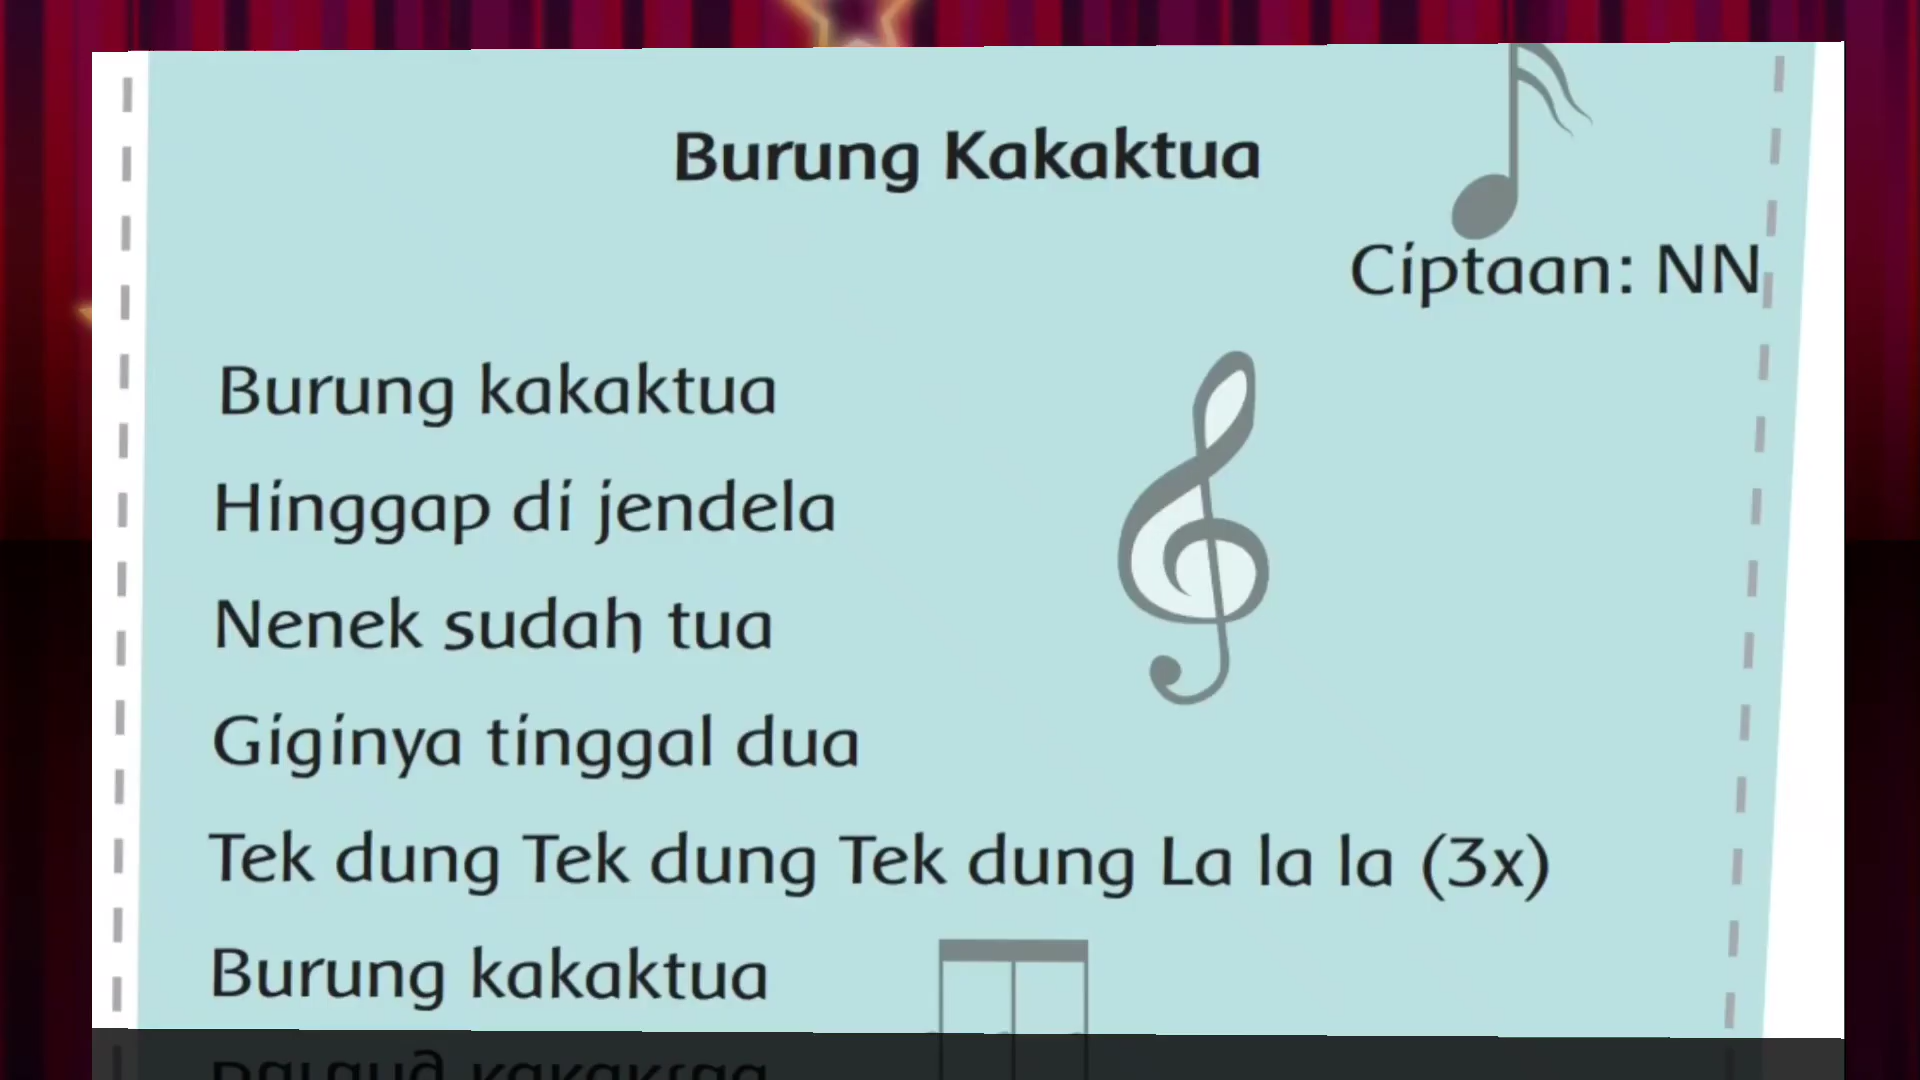 Burung Kakaktua
Ciptaan: NN
Burung kakaktua
Hinggap di jendela
Nenek sudah tua
Giginya tinggal dua
Tek dung Tek dung Tek dung La la la (3x)
Burung kakaktua